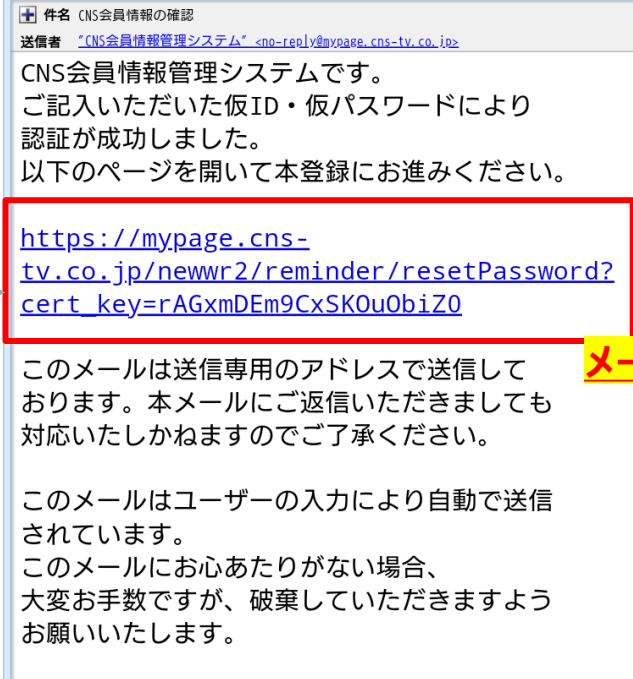 件名 CNS会員情報の確認
送信者 "CNS会員情報管理システム" <no-reply@mypage.cns-tv.co.jp>
CNS会員情報管理システムです。
ご記入いただいた仮ID・仮パスワードにより
認証が成功しました。
以下のページを開いて本登録にお進みください。
https://mypage.cns-
tv.co.jp/newwr2/reminder/resetPassword?
cert_key=rAGxmDEm9CxSKOuObiZ0
メー
このメールは送信専用のアドレスで送信して
おります。本メールにご返信いただきましても
対応いたしかねますのでご了承ください。
このメールはユーザーの入力により自動で送信
されています。
このメールにお心あたりがない場合、
大変お手数ですが、破棄していただきますよう
お願いいたします。